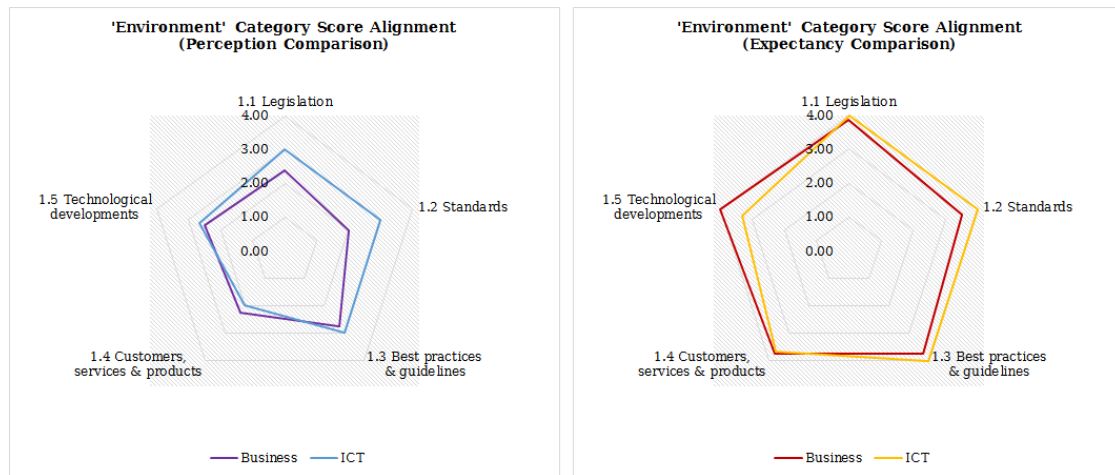 'Environment' Category Score Alignment
(Perception Comparison)
1.1 Legislation
4.00
3.00
2.00
1.00
0.00
1.2 Standards
1.3 Best practices
& guidelines
1.4 Customers,
services & products
1.5 Technological
developments
Business
ICT
'Environment' Category Score Alignment
(Expectancy Comparison)
1.1 Legislation
4.00
3.00
2.00
1.00
0.00
1.2 Standards
1.3 Best practices
& guidelines
1.4 Customers,
services & products
1.5 Technological
developments
Business
ICT